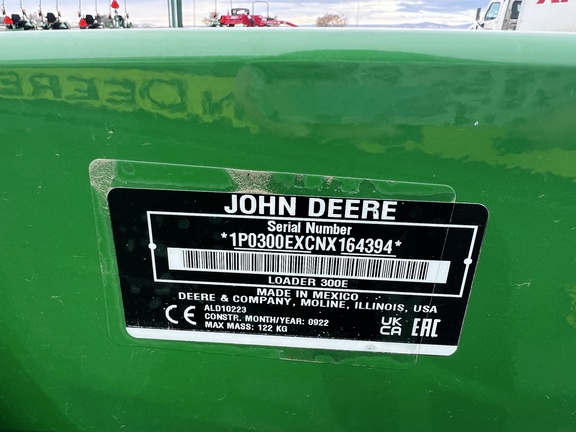 JOHN DEERE
Serial Number
*1P0300EXCNX164394*
LOADER 300E
MADE IN MEXICO
DEERE & COMPANY, MOLINE, ILLINOIS, USA
CE
ALD10223
CONSTR. MONTH/YEAR: 0922
MAX MASS: 122 KG
UK
CA
EAC